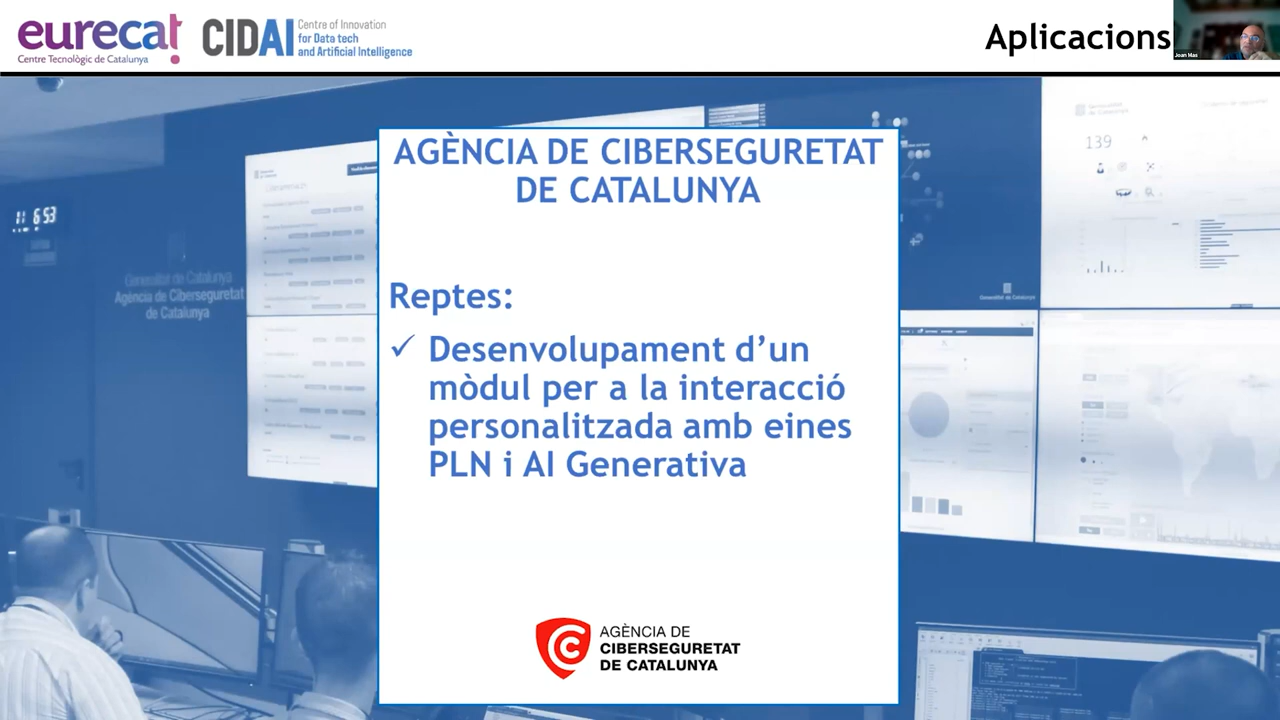 eurecat
Centre Tecnològic de Catalunya
CIDAI
Centre of Innovation
for Data tech
and Artificial Intelligence
Aplicacions
Joan Mas
AGÈNCIA DE CIBERSEGURETAT
DE CATALUNYA
Reptes:
✓ Desenvolupament d’un
mòdul per a la interacció
personalitzada amb eines
PLN i AI Generativa
AGÈNCIA DE
CIBERSEGURETAT
DE CATALUNYA
Generalitat de Catalunya
Agència de Ciberseguretat
de Catalunya
139